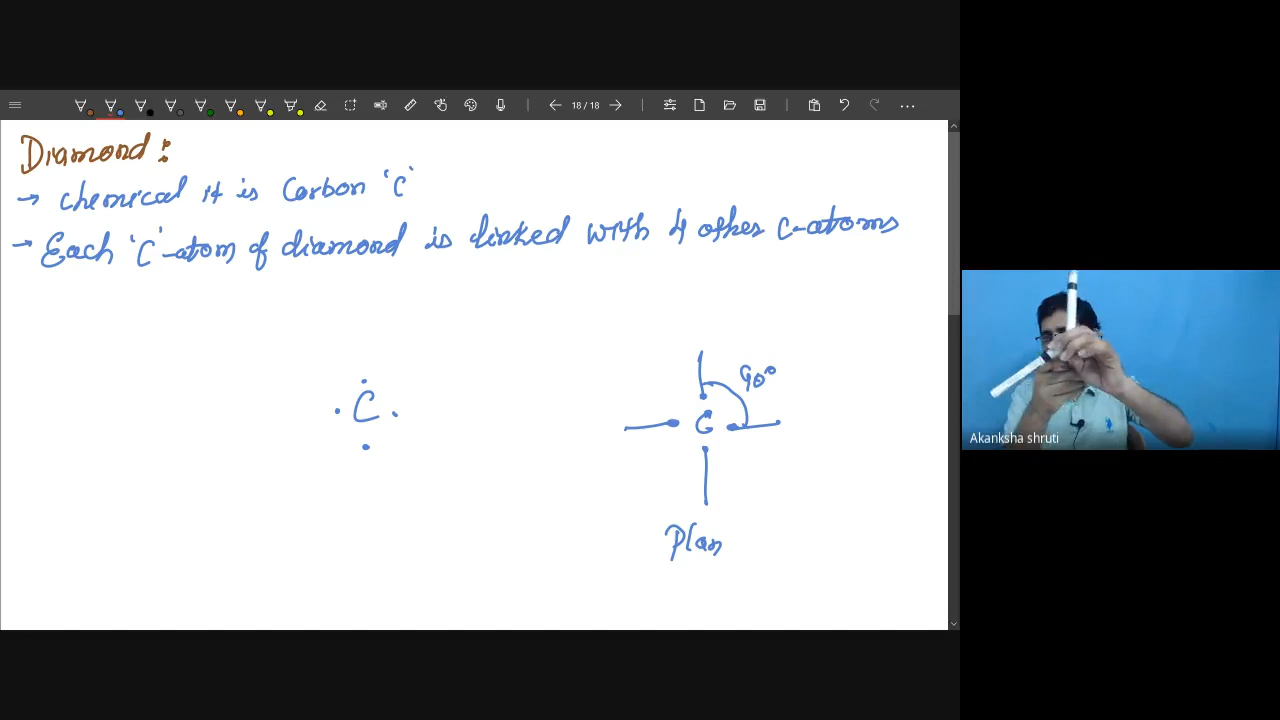 18 / 18
Diamond :
→ Chemical it is Carbon 'C'
→ Each 'C'-atom of diamond is linked with 4 other C-atoms
C
C
90°
Plan
Akanksha shruti